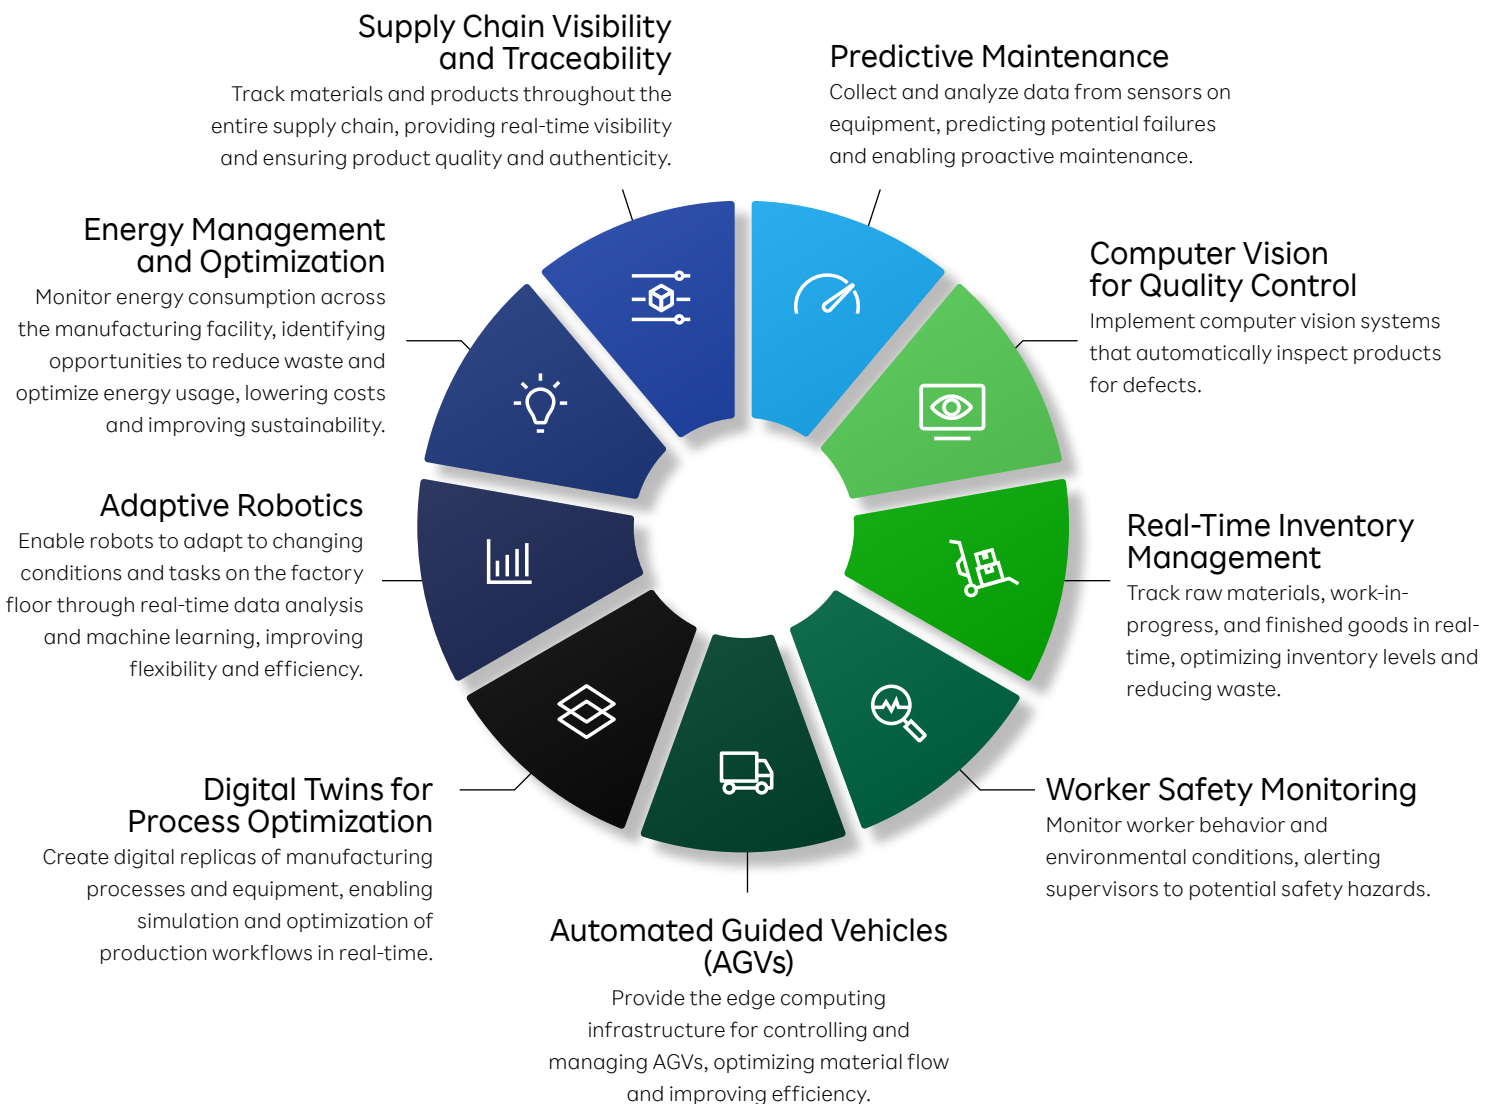 Supply Chain Visibility
and Traceability
Track materials and products throughout the
entire supply chain, providing real-time visibility
and ensuring product quality and authenticity.
Predictive Maintenance
Collect and analyze data from sensors on
equipment, predicting potential failures
and enabling proactive maintenance.
Computer Vision
for Quality Control
Implement computer vision systems
that automatically inspect products
for defects.
Real-Time Inventory
Management
Track raw materials, work-in-
progress, and finished goods in real-
time, optimizing inventory levels and
reducing waste.
Worker Safety Monitoring
Monitor worker behavior and
environmental conditions, alerting
supervisors to potential safety hazards.
Automated Guided Vehicles
(AGVs)
Provide the edge computing
infrastructure for controlling and
managing AGVs, optimizing material flow
and improving efficiency.
Digital Twins for
Process Optimization
Create digital replicas of manufacturing
processes and equipment, enabling
simulation and optimization of
production workflows in real-time.
Adaptive Robotics
Enable robots to adapt to changing
conditions and tasks on the factory
floor through real-time data analysis
and machine learning, improving
flexibility and efficiency.
Energy Management
and Optimization
Monitor energy consumption across
the manufacturing facility, identifying
opportunities to reduce waste and
optimize energy usage, lowering costs
and improving sustainability.